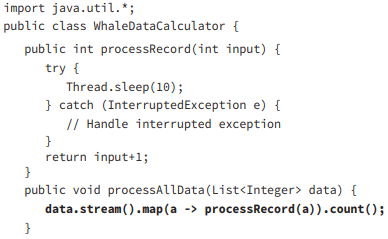 import java.util.*;
public class WhaleDataCalculator {
public int processRecord(int input) {
try {
Thread.sleep(10);
} catch (InterruptedException e) {
// Handle interrupted exception
}
return input+1;
}
public void processAllData(List<Integer> data) {
data.stream().map(a -> processRecord(a)).count();
}